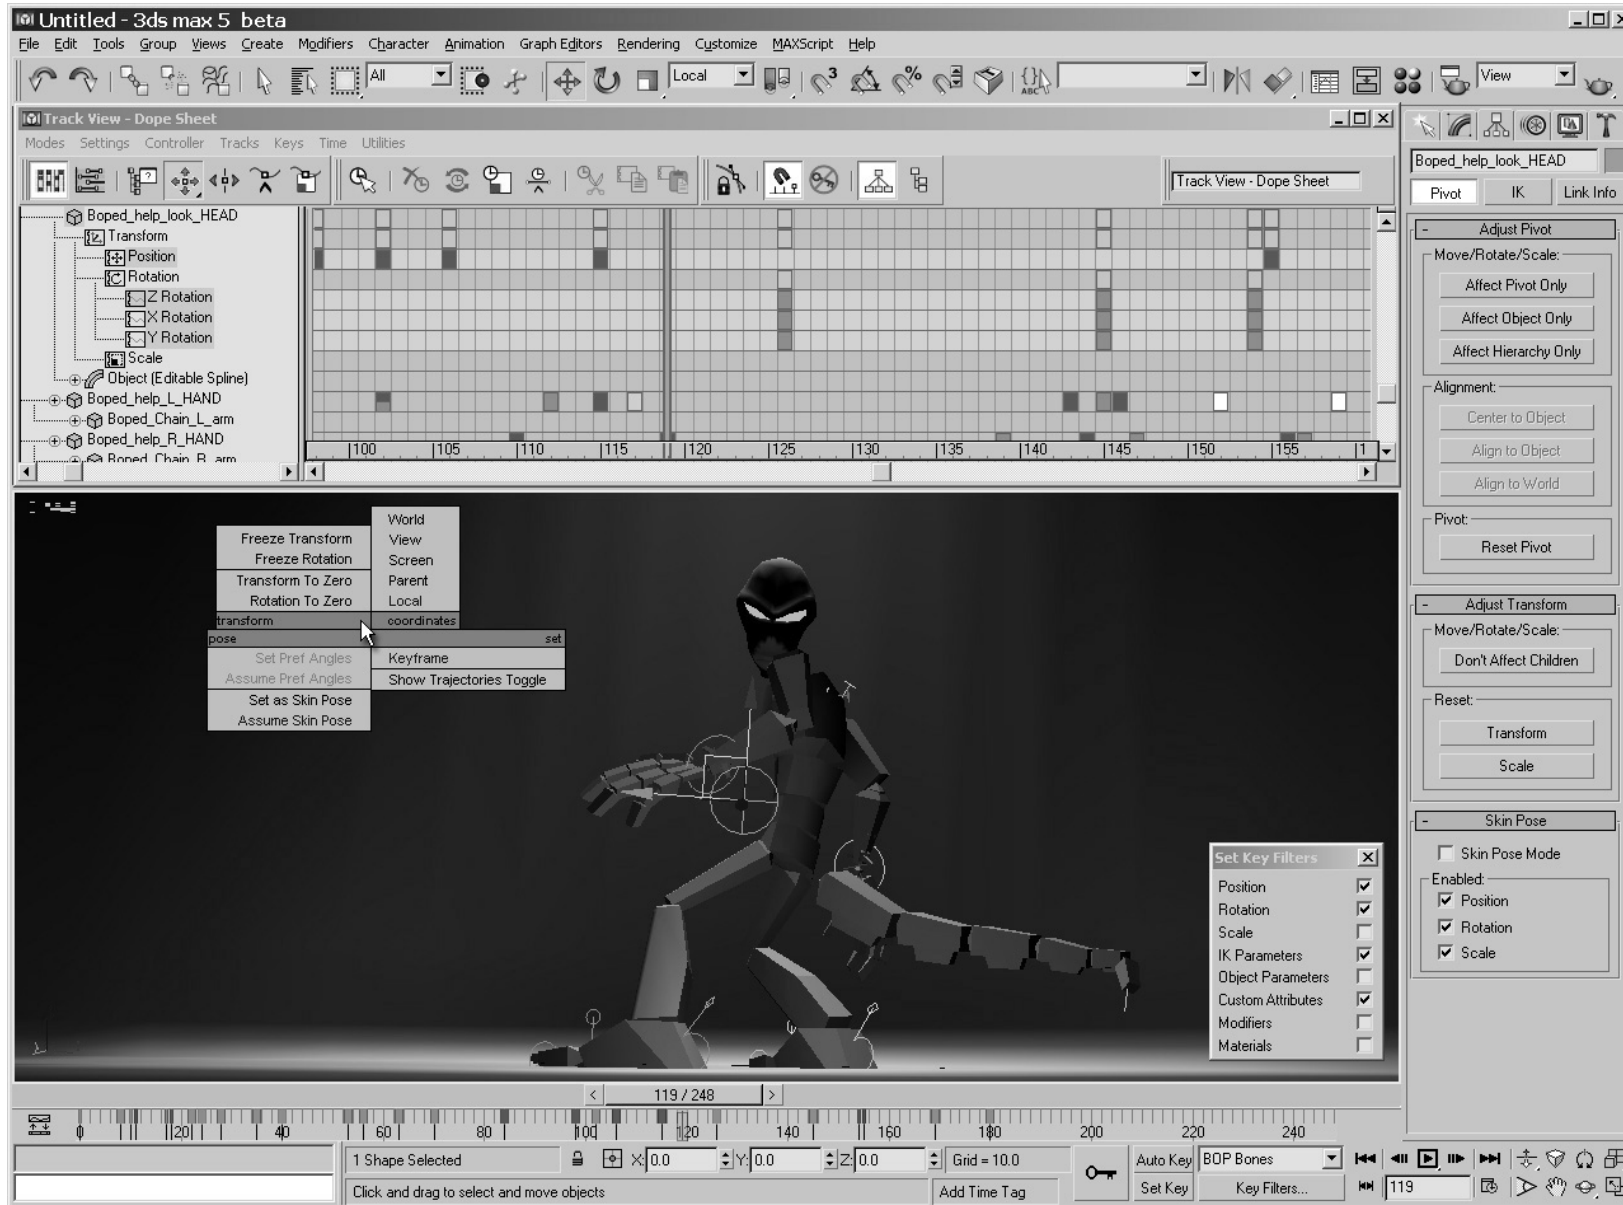 Untitled - 3ds max 5 beta
File Edit Tools Group Views Create Modifiers Character Animation Graph Editors Rendering Customize MAXScript Help
All Local 3 % ABC View
Track View - Dope Sheet
Modes Settings Controller Tracks Keys Time Utilities
Track View - Dope Sheet
Boped_help_look_HEAD
Transform
Position
Rotation
Z Rotation
X Rotation
Y Rotation
Scale
Object (Editable Spline)
Boped_help_L_HAND
Boped_Chain_L_arm
Boped_help_R_HAND
Boped_Chain_R_arm
100 105 110 115 120 125 130 135 140 145 150 155 1
Boped_help_look_HEAD
Pivot IK Link Info
- Adjust Pivot
Move/Rotate/Scale:
Affect Pivot Only
Affect Object Only
Affect Hierarchy Only
Alignment:
Center to Object
Align to Object
Align to World
Pivot:
Reset Pivot
- Adjust Transform
Move/Rotate/Scale:
Don't Affect Children
Reset:
Transform
Scale
- Skin Pose
Skin Pose Mode
Enabled:
Position
Rotation
Scale
World
Freeze Transform View
Freeze Rotation Screen
Transform To Zero Parent
Rotation To Zero Local
transform coordinates
pose set
Set Pref Angles Keyframe
Assume Pref Angles Show Trajectories Toggle
Set as Skin Pose
Assume Skin Pose
Set Key Filters
Position
Rotation
Scale
IK Parameters
Object Parameters
Custom Attributes
Modifiers
Materials
< 119 / 248 >
0 20 40 60 80 100 120 140 160 180 200 220 240
1 Shape Selected X: 0.0 Y: 0.0 Z: 0.0 Grid = 10.0 Auto Key BOP Bones
Click and drag to select and move objects Add Time Tag Set Key Key Filters... 119